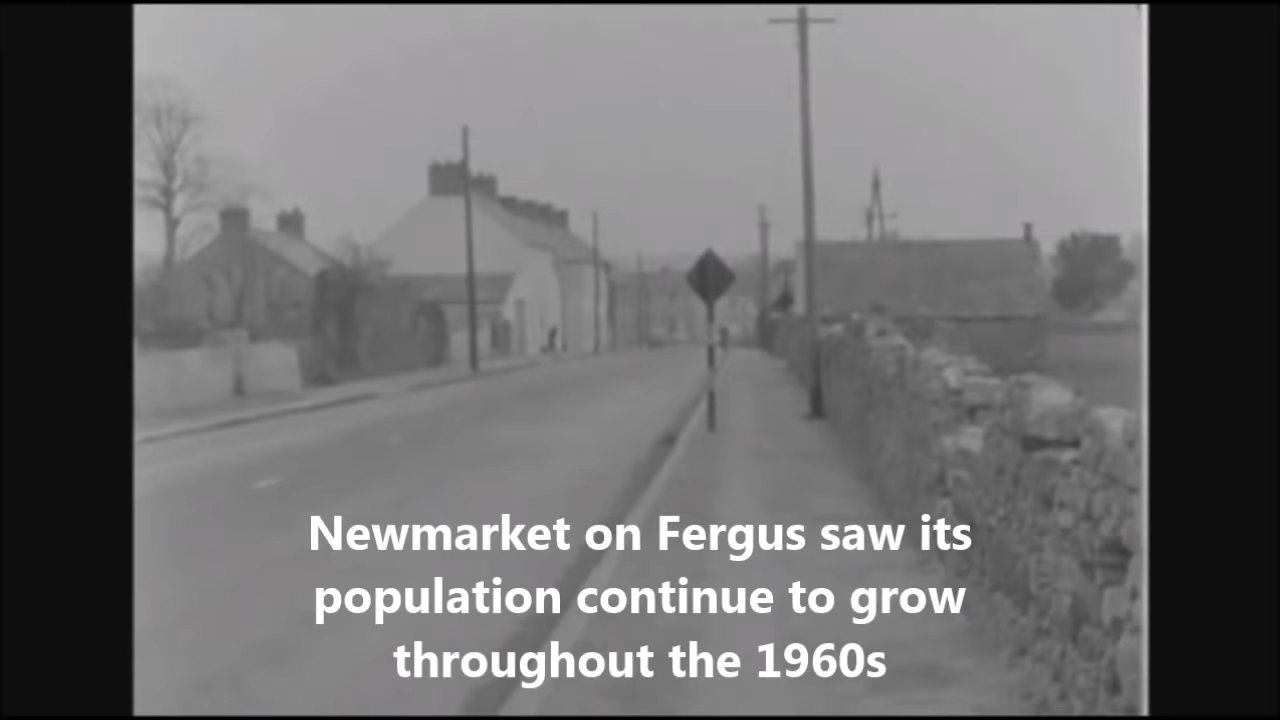 Newmarket on Fergus saw its
population continue to grow
throughout the 1960s